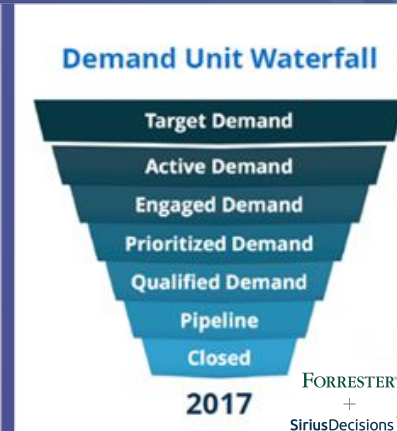 Demand Unit Waterfall
Target Demand
Active Demand
Engaged Demand
Prioritized Demand
Qualified Demand
Pipeline
Closed
2017
FORRESTER
+
SiriusDecisions